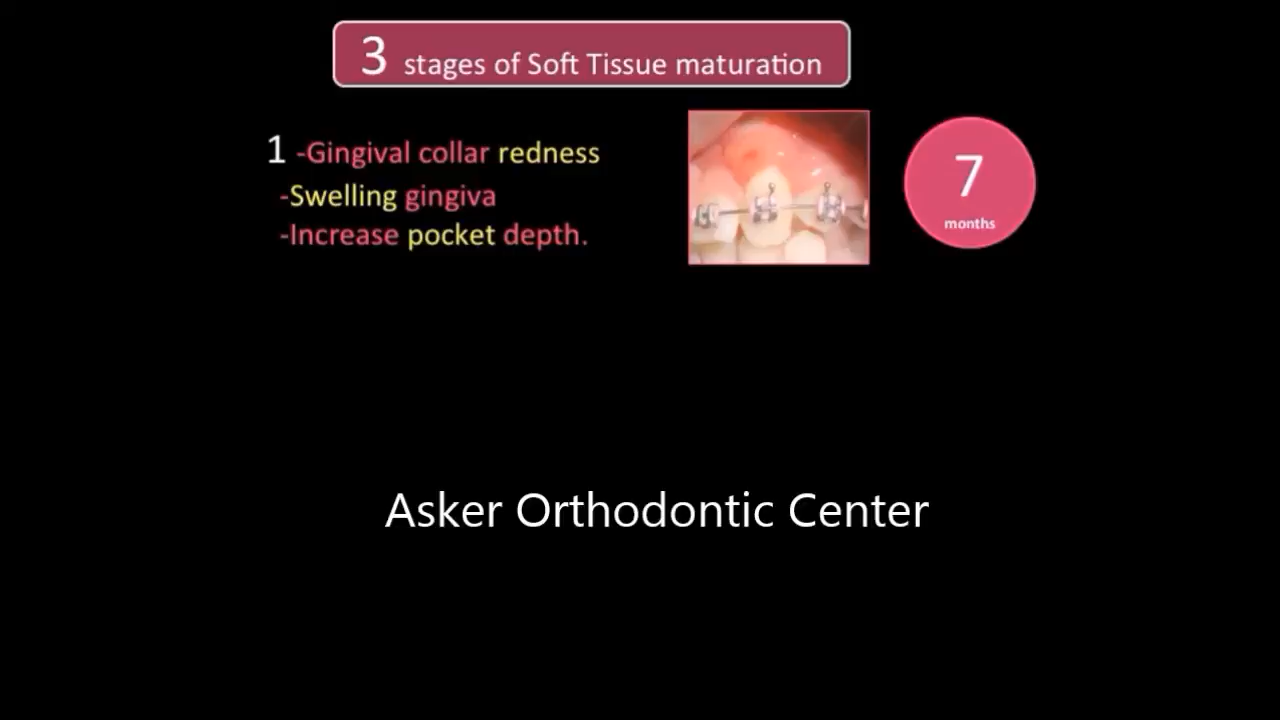 3 stages of Soft Tissue maturation
1 -Gingival collar redness
-Swelling gingiva
-Increase pocket depth.
7
months
Asker Orthodontic Center